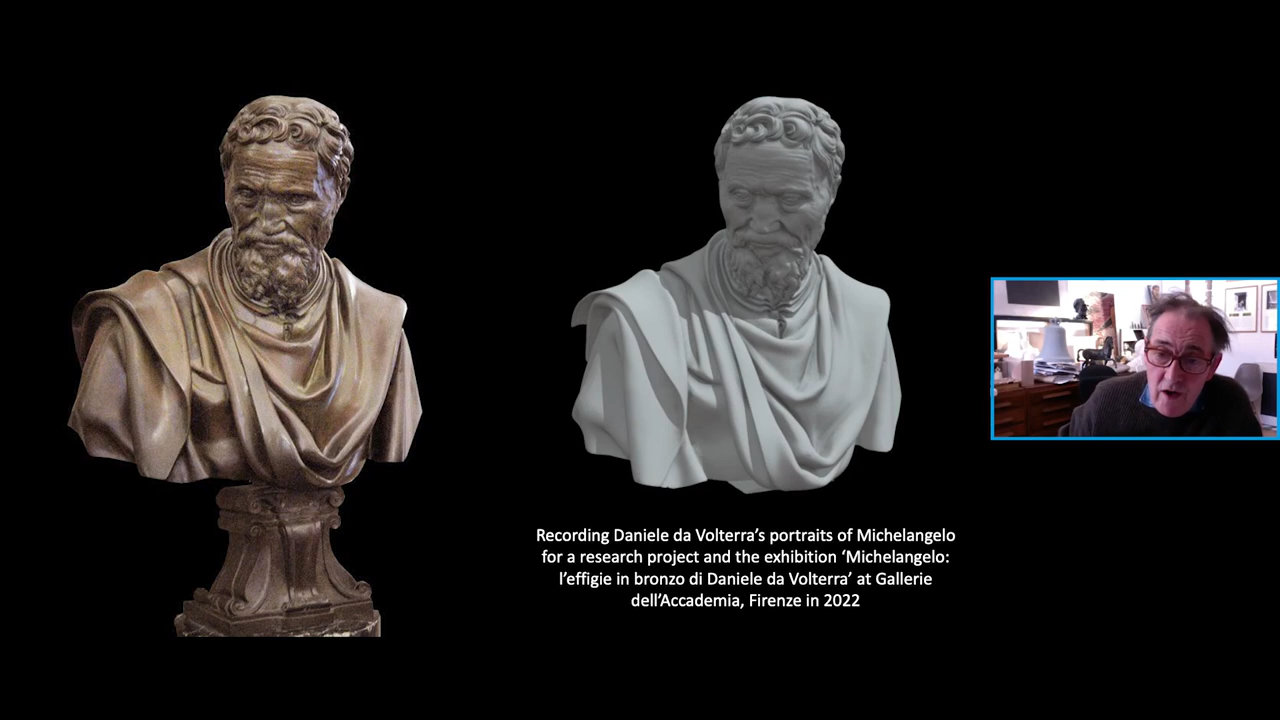 Recording Daniele da Volterra’s portraits of Michelangelo
for a research project and the exhibition ‘Michelangelo:
l’effigie in bronzo di Daniele da Volterra’ at Gallerie
dell’Accademia, Firenze in 2022